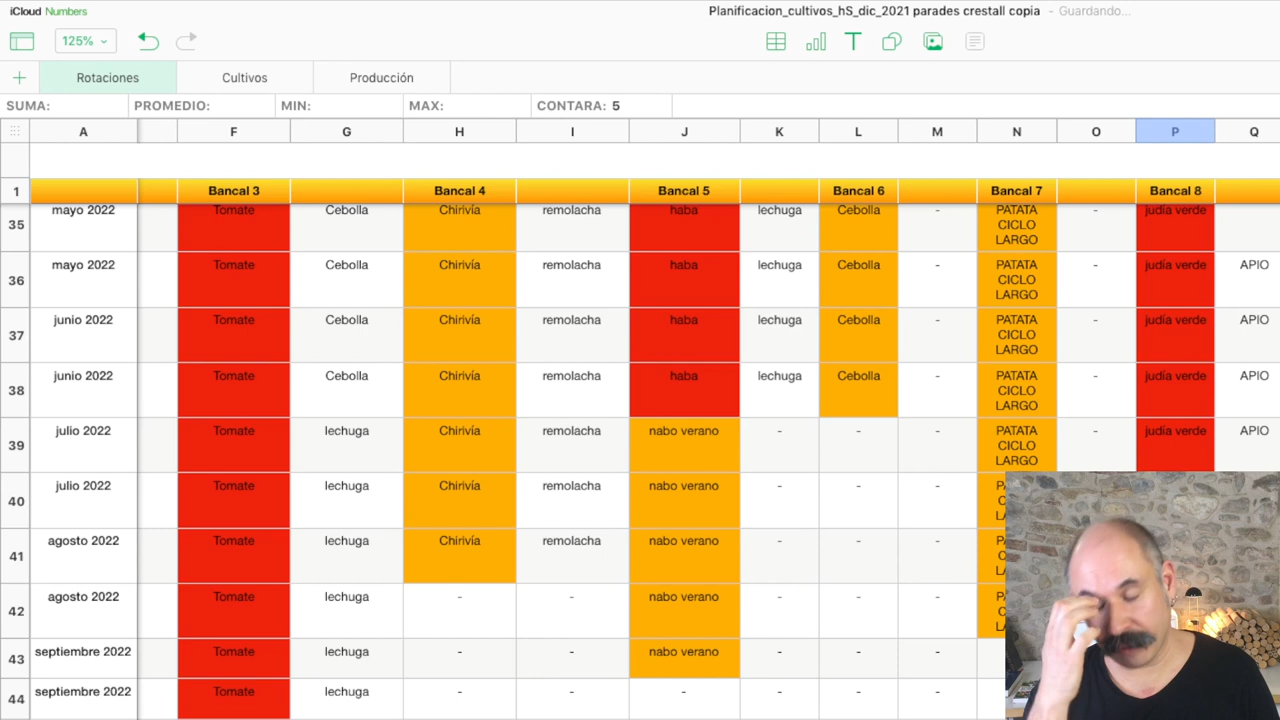 iCloud Numbers
Planificacion_cultivos_hS_dic_2021 parades crestall copia - Guardando...
125%
Rotaciones Cultivos Producción
SUMA: PROMEDIO: MIN: MAX: CONTARA: 5
A F G H I J K L M N O P Q
1 Bancal 3 Bancal 4 Bancal 5 Bancal 6 Bancal 7 Bancal 8
35 mayo 2022 Tomate Cebolla Chirivía remolacha haba lechuga Cebolla - PATATA CICLO LARGO - judía verde
36 mayo 2022 Tomate Cebolla Chirivía remolacha haba lechuga Cebolla - PATATA CICLO LARGO - judía verde APIO
37 junio 2022 Tomate Cebolla Chirivía remolacha haba lechuga Cebolla - PATATA CICLO LARGO - judía verde APIO
38 junio 2022 Tomate Cebolla Chirivía remolacha haba lechuga Cebolla - PATATA CICLO LARGO - judía verde APIO
39 julio 2022 Tomate lechuga Chirivía remolacha nabo verano - - - PATATA CICLO LARGO - judía verde APIO
40 julio 2022 Tomate lechuga Chirivía remolacha nabo verano - - -
41 agosto 2022 Tomate lechuga Chirivía remolacha nabo verano - - -
42 agosto 2022 Tomate lechuga - - nabo verano - - -
43 septiembre 2022 Tomate lechuga - - nabo verano - - -
44 septiembre 2022 Tomate lechuga - - - - - -